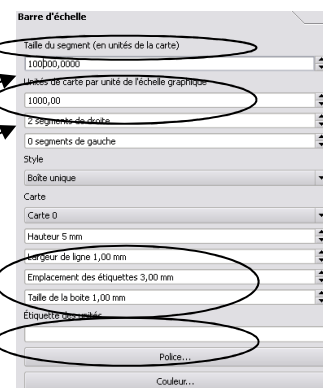 Barre d'échelle
Taille du segment (en unités de la carte)
100000,0000
Unités de carte par unité de l'échelle graphique
1000,00
2 segments de droite
0 segments de gauche
Style
Boîte unique
Carte
Carte 0
Hauteur 5 mm
Largeur de ligne 1,00 mm
Emplacement des étiquettes 3,00 mm
Taille de la boite 1,00 mm
Étiquette des unités
Police...
Couleur...